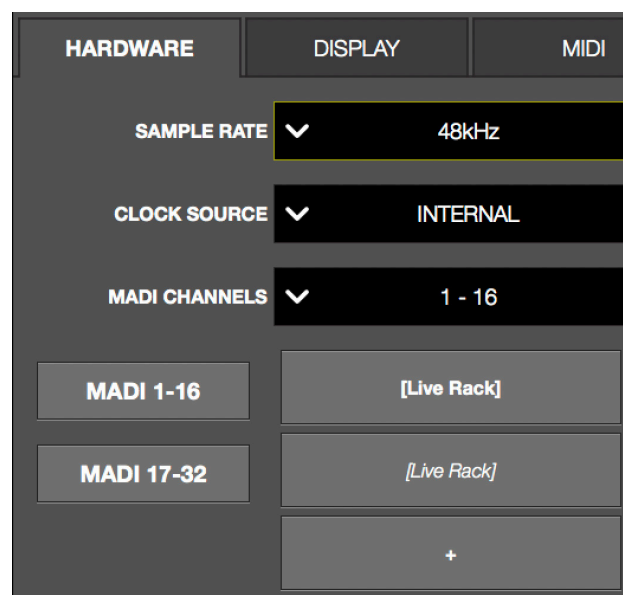 HARDWARE DISPLAY MIDI
SAMPLE RATE 48kHz
CLOCK SOURCE INTERNAL
MADI CHANNELS 1 - 16
MADI 1-16 [Live Rack]
MADI 17-32 [Live Rack]
+